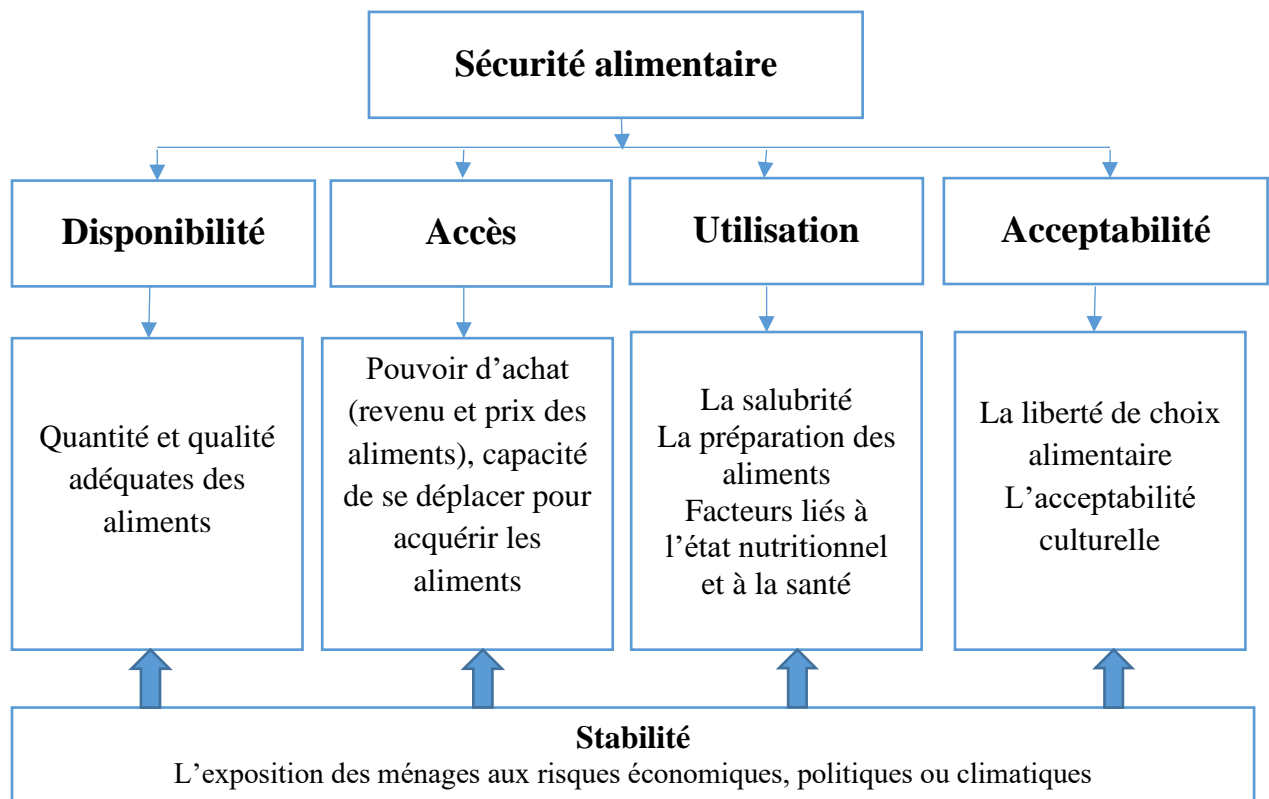 Sécurité alimentaire
Disponibilité
Accès
Utilisation
Acceptabilité
Quantité et qualité
adéquates des
aliments
Pouvoir d’achat
(revenu et prix des
aliments), capacité
de se déplacer pour
acquérir les
aliments
La salubrité
La préparation des
aliments
Facteurs liés à
l’état nutritionnel
et à la santé
La liberté de choix
alimentaire
L’acceptabilité
culturelle
Stabilité
L’exposition des ménages aux risques économiques, politiques ou climatiques